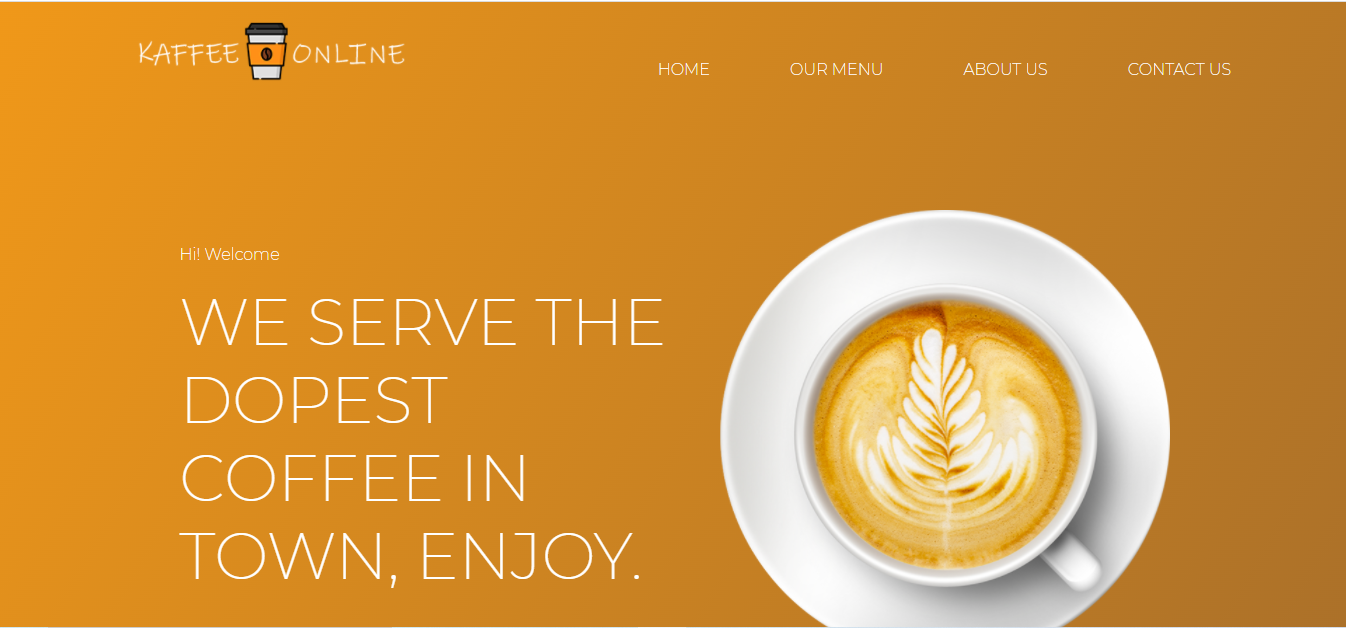 KAFFEE ONLINE
HOME OUR MENU ABOUT US CONTACT US
Hi! Welcome
WE SERVE THE
DOPEST
COFFEE IN
TOWN, ENJOY.